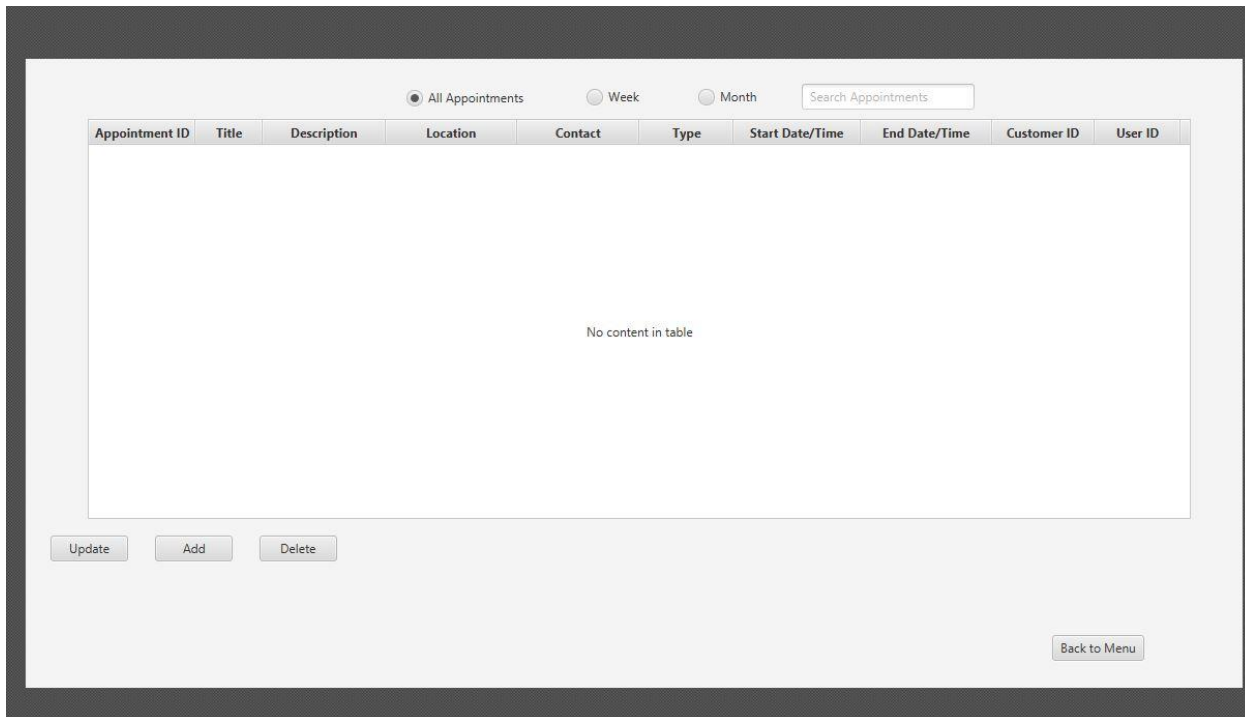 All Appointments Week Month Search Appointments
Appointment ID Title Description Location Contact Type Start Date/Time End Date/Time Customer ID User ID
No content in table
Update Add Delete
Back to Menu